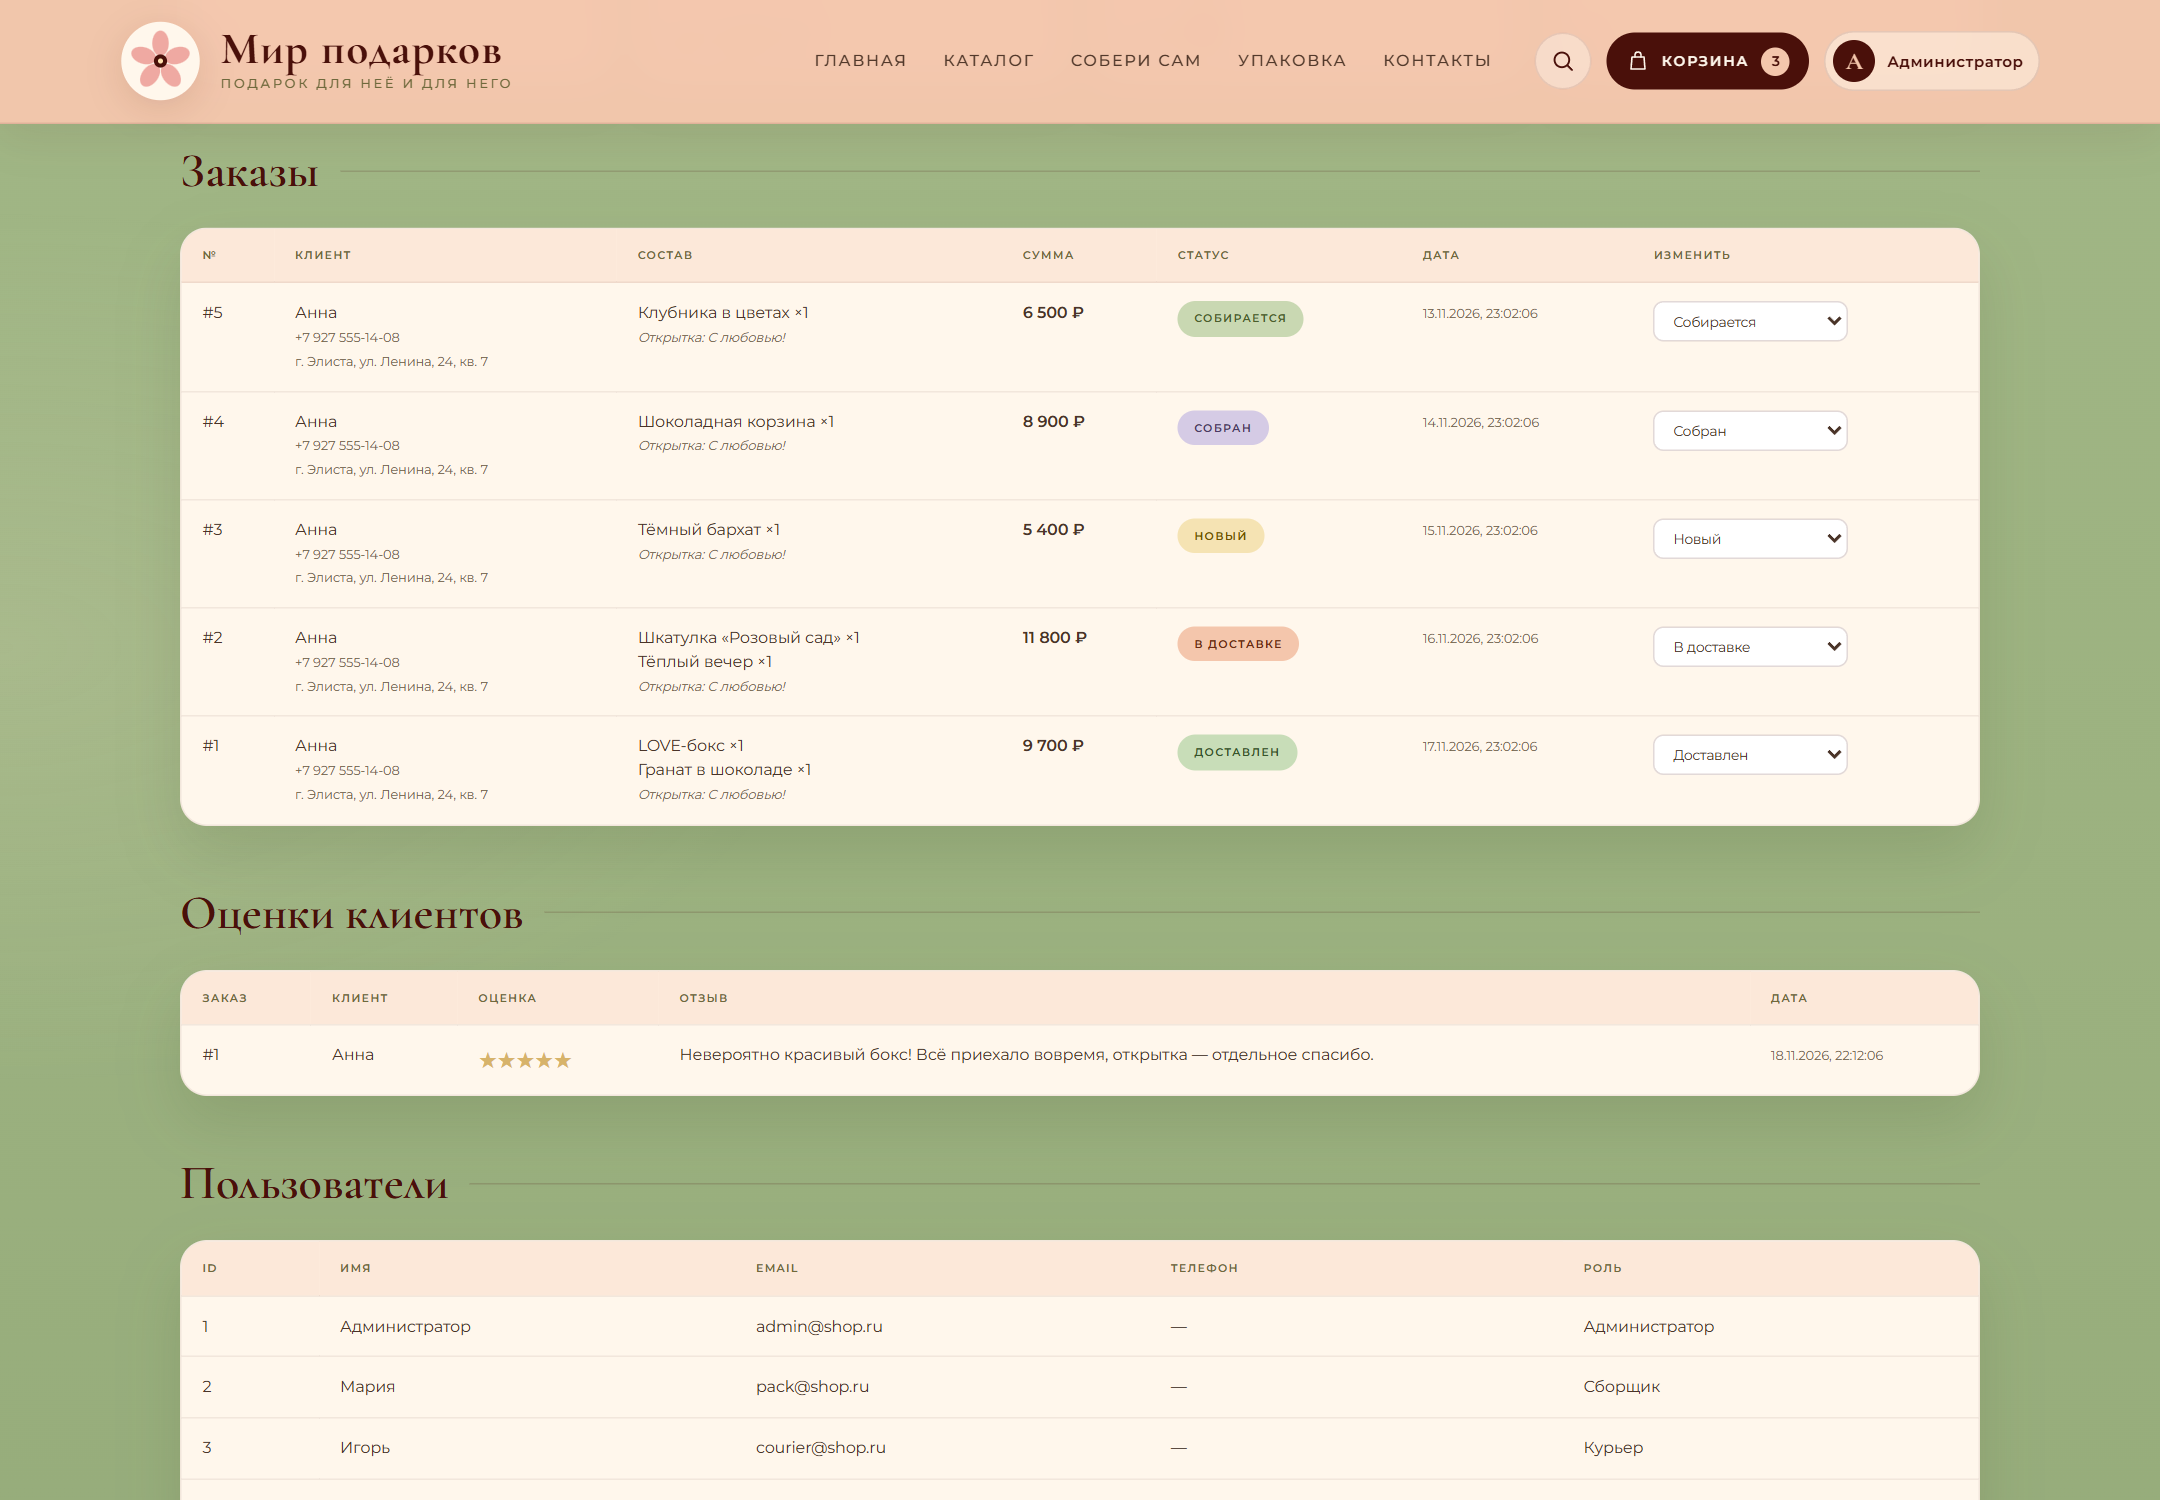 Мир подарков
ПОДАРОК ДЛЯ НЕЁ И ДЛЯ НЕГО
ГЛАВНАЯ КАТАЛОГ СОБЕРИ САМ УПАКОВКА КОНТАКТЫ
КОРЗИНА 3
А Администратор
Заказы
№ КЛИЕНТ СОСТАВ СУММА СТАТУС ДАТА ИЗМЕНИТЬ
#5 Анна Клубника в цветах ×1 6 500 ₽ СОБИРАЕТСЯ 13.11.2026, 23:02:06 Собирается
+7 927 555-14-08 Открытка: С любовью!
г. Элиста, ул. Ленина, 24, кв. 7
#4 Анна Шоколадная корзина ×1 8 900 ₽ СОБРАН 14.11.2026, 23:02:06 Собран
+7 927 555-14-08 Открытка: С любовью!
г. Элиста, ул. Ленина, 24, кв. 7
#3 Анна Тёмный бархат ×1 5 400 ₽ НОВЫЙ 15.11.2026, 23:02:06 Новый
+7 927 555-14-08 Открытка: С любовью!
г. Элиста, ул. Ленина, 24, кв. 7
#2 Анна Шкатулка «Розовый сад» ×1 11 800 ₽ В ДОСТАВКЕ 16.11.2026, 23:02:06 В доставке
+7 927 555-14-08 Тёплый вечер ×1
г. Элиста, ул. Ленина, 24, кв. 7 Открытка: С любовью!
#1 Анна LOVE-бокс ×1 9 700 ₽ ДОСТАВЛЕН 17.11.2026, 23:02:06 Доставлен
+7 927 555-14-08 Гранат в шоколаде ×1
г. Элиста, ул. Ленина, 24, кв. 7 Открытка: С любовью!
Оценки клиентов
ЗАКАЗ КЛИЕНТ ОЦЕНКА ОТЗЫВ ДАТА
#1 Анна ★★★★★ Невероятно красивый бокс! Всё приехало вовремя, открытка — отдельное спасибо. 18.11.2026, 22:12:06
Пользователи
ID ИМЯ EMAIL ТЕЛЕФОН РОЛЬ
1 Администратор admin@shop.ru — Администратор
2 Мария pack@shop.ru — Сборщик
3 Игорь courier@shop.ru — Курьер